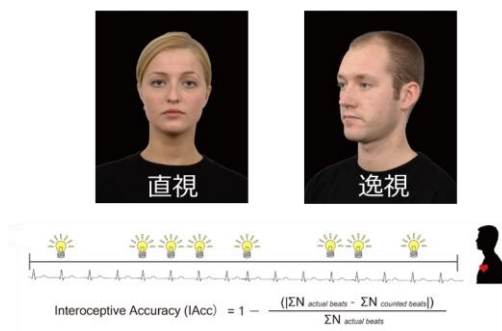 直視
逸視
(|ΣN actual beats - ΣN counted beats|)
Interoceptive Accuracy (IAcc) = 1 −
ΣN actual beats